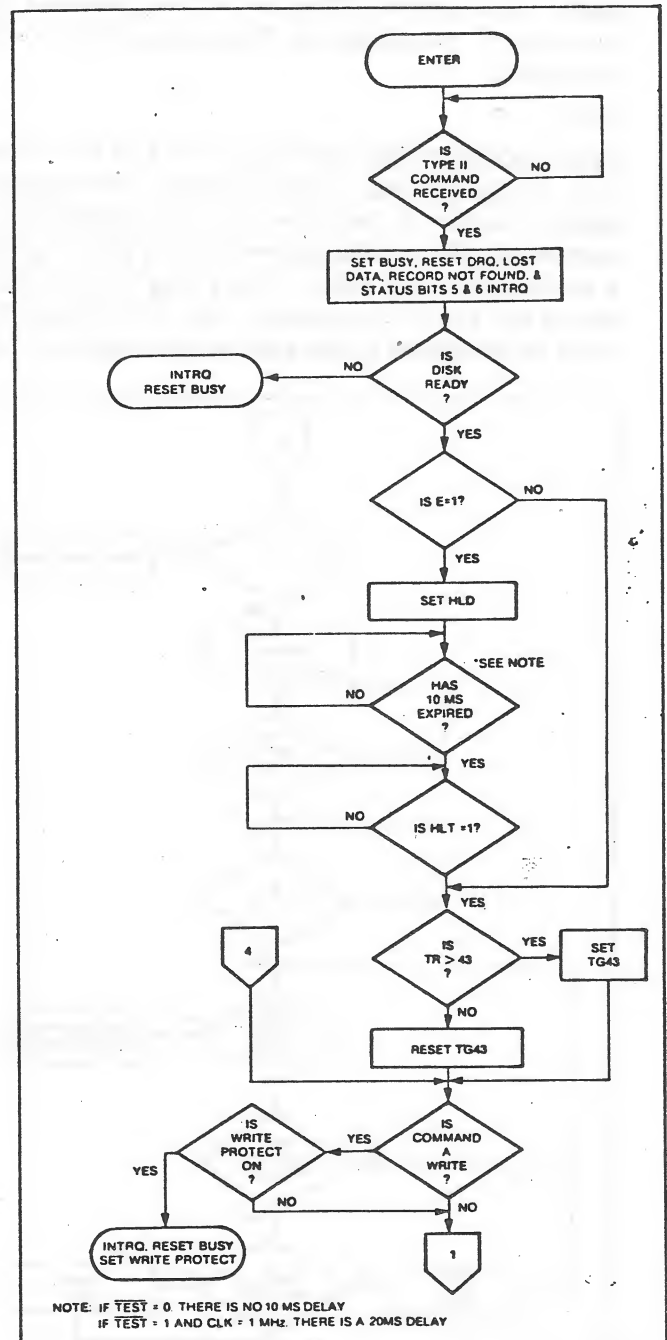 ENTER
IS
TYPE II
COMMAND
RECEIVED
?
NO
YES
SET BUSY, RESET DRQ, LOST
DATA, RECORD NOT FOUND, &
STATUS BITS 5 & 6 INTRQ
IS
DISK
READY
?
NO
INTRQ
RESET BUSY
YES
IS E=1?
NO
YES
SET HLD
*SEE NOTE
HAS
10 MS
EXPIRED
?
NO
YES
IS HLT =1?
NO
YES
4
IS
TR > 43
?
YES
SET
TG43
NO
RESET TG43
IS
WRITE
PROTECT
ON
?
YES
IS
COMMAND
A
WRITE
?
YES
NO
NO
INTRQ, RESET BUSY
SET WRITE PROTECT
1
NOTE: IF TEST = 0, THERE IS NO 10 MS DELAY
IF TEST = 1 AND CLK = 1 MHz, THERE IS A 20MS DELAY